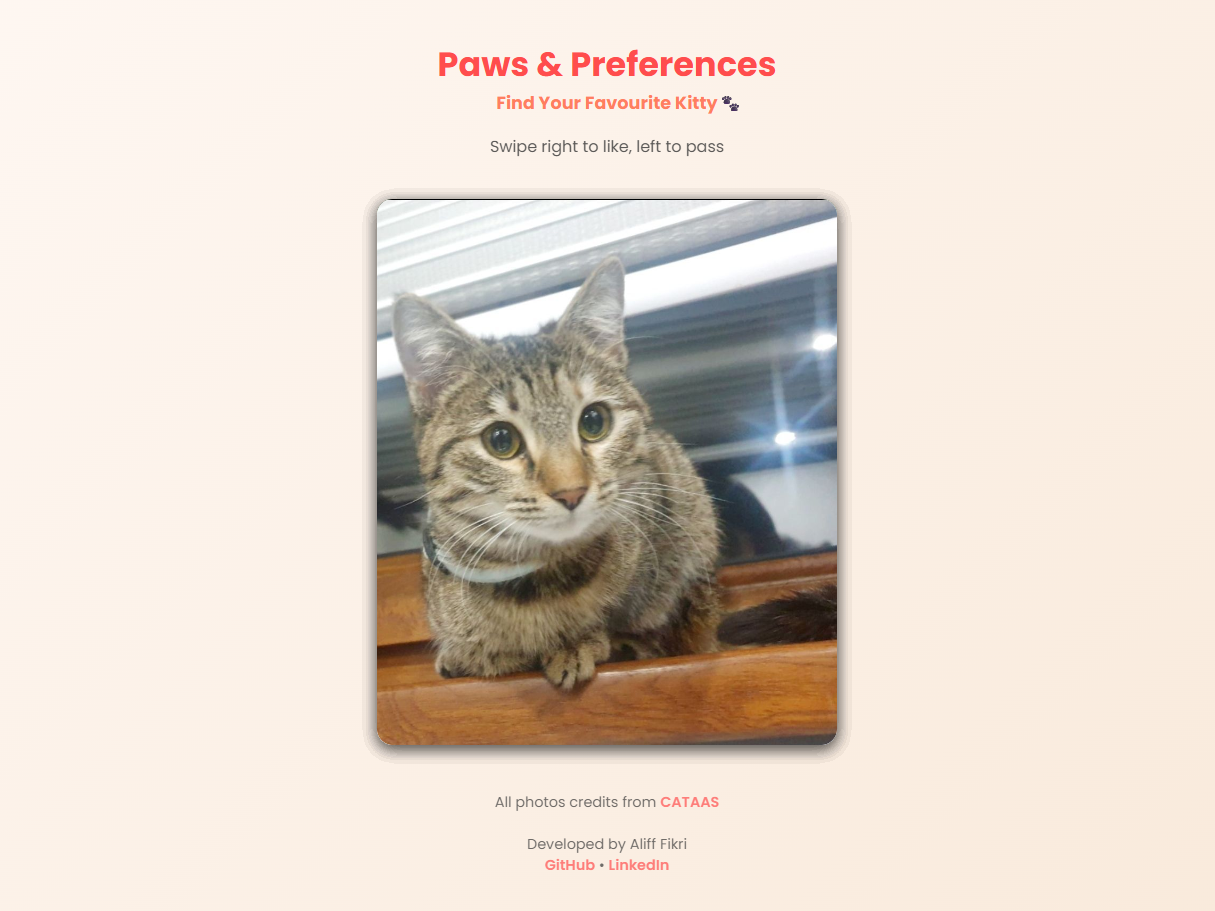 Paws & Preferences
Find Your Favourite Kitty 🐾
Swipe right to like, left to pass
All photos credits from CATAAS
Developed by Aliff Fikri
GitHub • LinkedIn